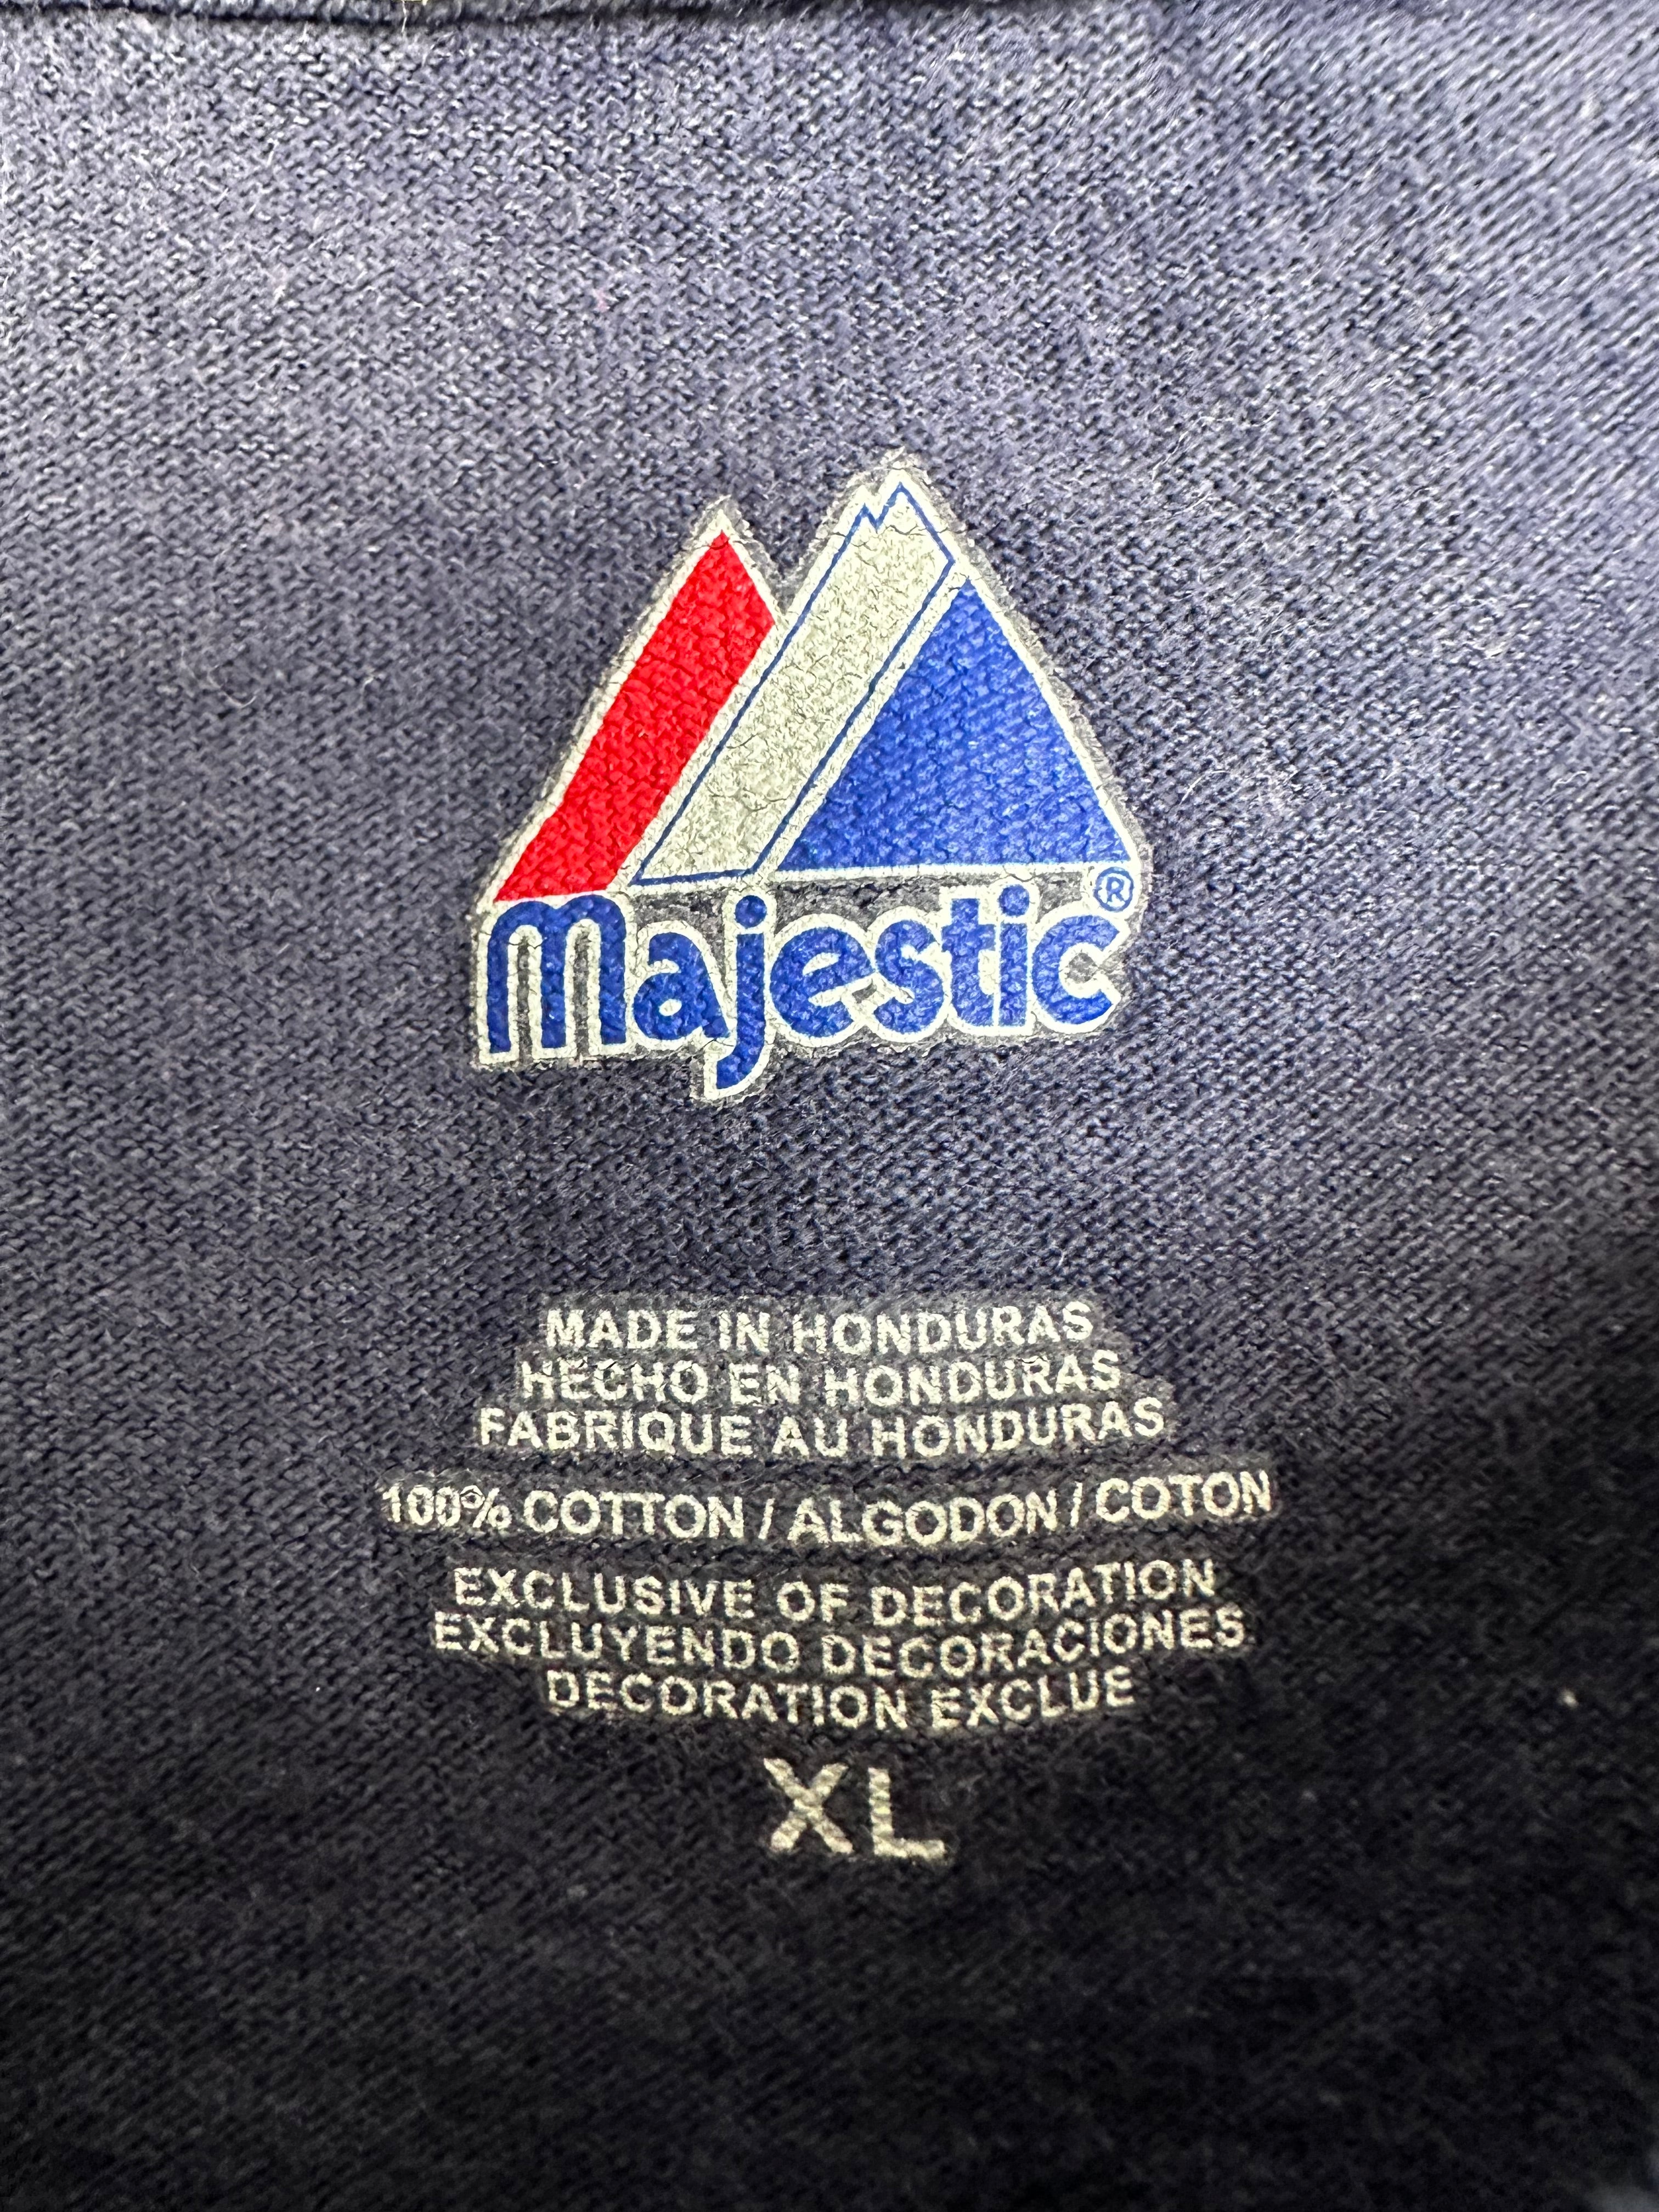 Majestic®
MADE IN HONDURAS
HECHO EN HONDURAS
FABRIQUE AU HONDURAS
100% COTTON / ALGODON / COTON
EXCLUSIVE OF DECORATION
EXCLUYENDO DECORACIONES
DECORATION EXCLUE
XL